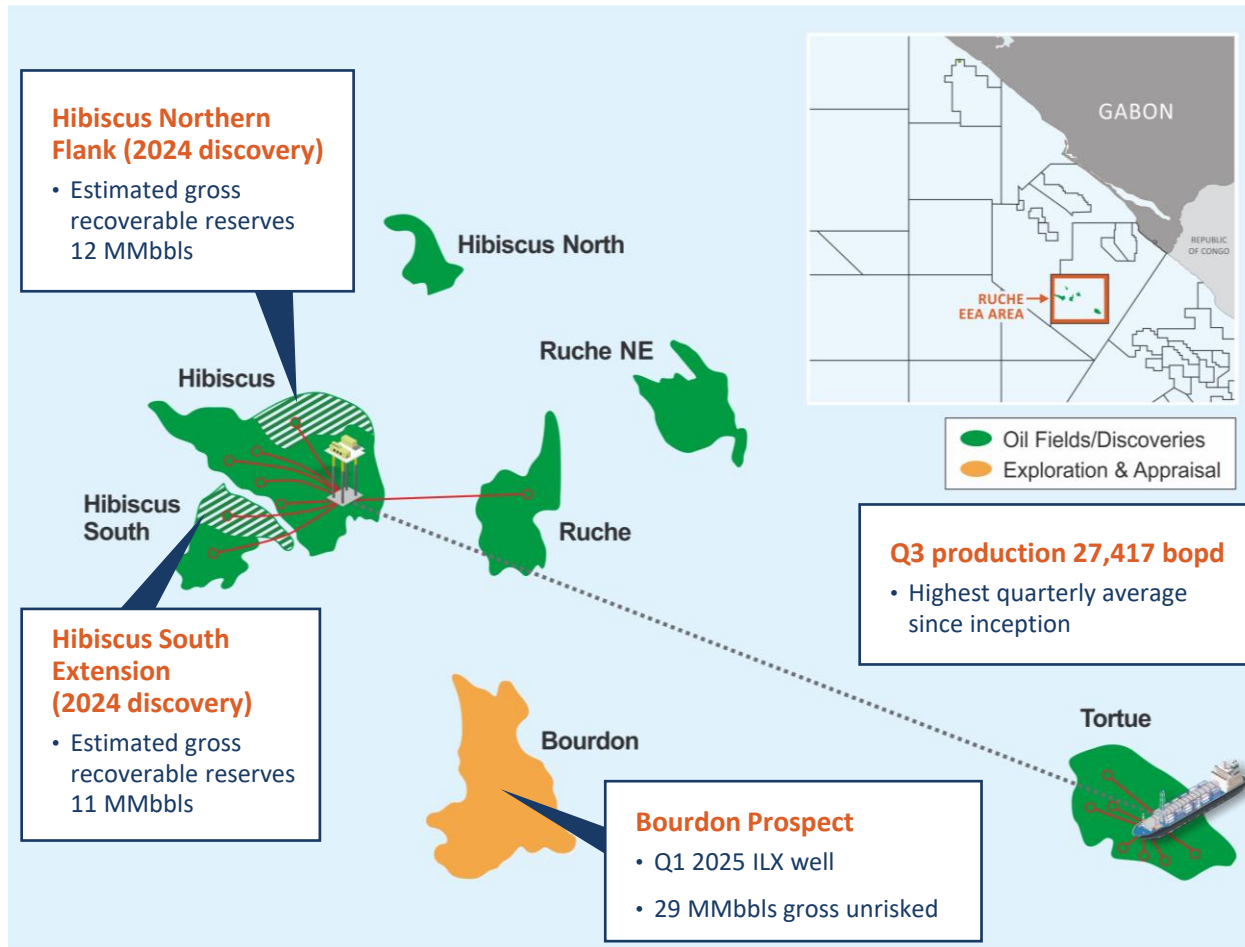 Hibiscus Northern
Flank (2024 discovery)
• Estimated gross
recoverable reserves
12 MMbbls
GABON
REPUBLIC
OF CONGO
RUCHE
EEA AREA
Hibiscus North
Ruche NE
Hibiscus
Oil Fields/Discoveries
Exploration & Appraisal
Hibiscus
South
Ruche
Q3 production 27,417 bopd
• Highest quarterly average
since inception
Hibiscus South
Extension
(2024 discovery)
• Estimated gross
recoverable reserves
11 MMbbls
Bourdon
Tortue
Bourdon Prospect
• Q1 2025 ILX well
• 29 MMbbls gross unrisked